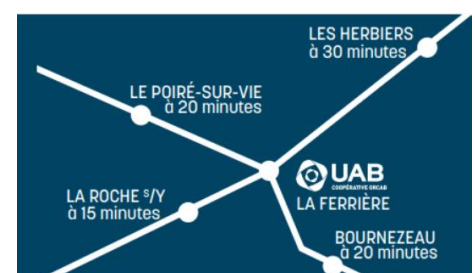 LES HERBIERS
à 30 minutes
LE POIRÉ-SUR-VIE
à 20 minutes
UAB
COOPÉRATIVE ORCAB
LA FERRIÈRE
LA ROCHE S/Y
à 15 minutes
BOURNEZEAU
à 20 minutes